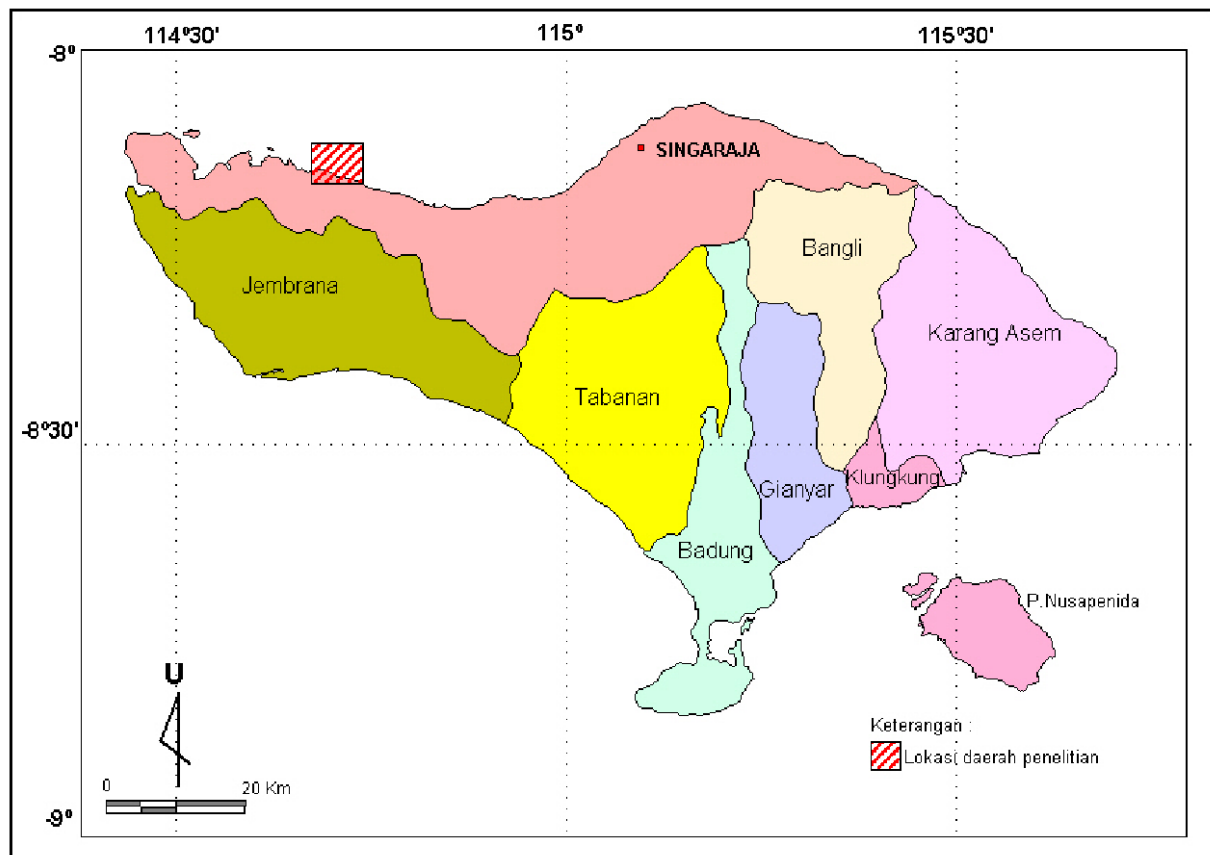 114°30' 115° 115°30'
-8°
SINGARAJA
Bangli
Jembrana
Karang Asem
Tabanan
-8°30'
Klungkung
Gianyar
Badung
P.Nusapenida
U
Keterangan :
Lokasi daerah penelitian
0 20 Km
-9°